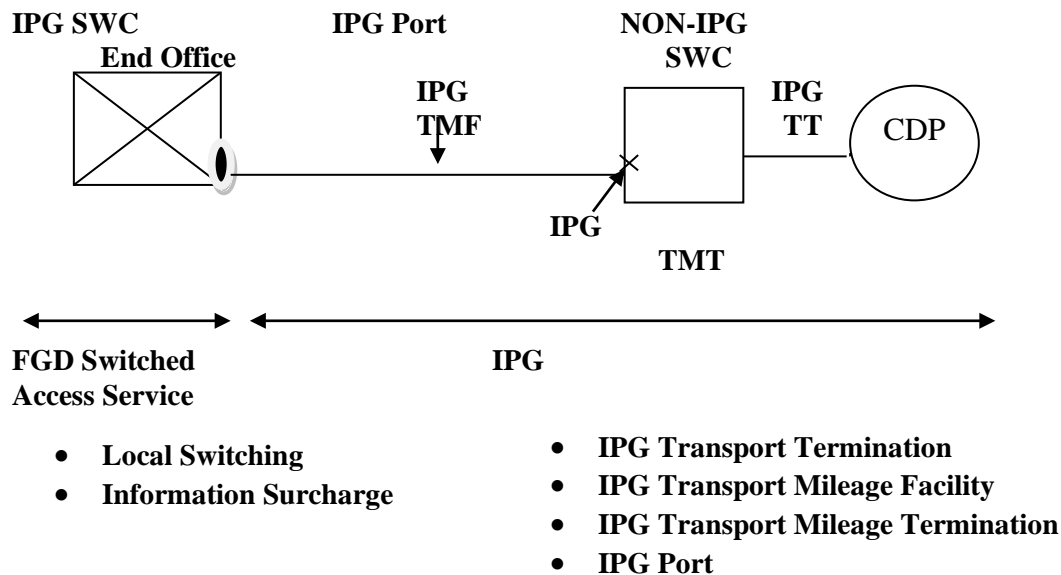 IPG SWC IPG Port NON-IPG
End Office SWC
IPG IPG
TMF TT
CDP
IPG
TMT
FGD Switched IPG
Access Service
• Local Switching
• Information Surcharge
• IPG Transport Termination
• IPG Transport Mileage Facility
• IPG Transport Mileage Termination
• IPG Port